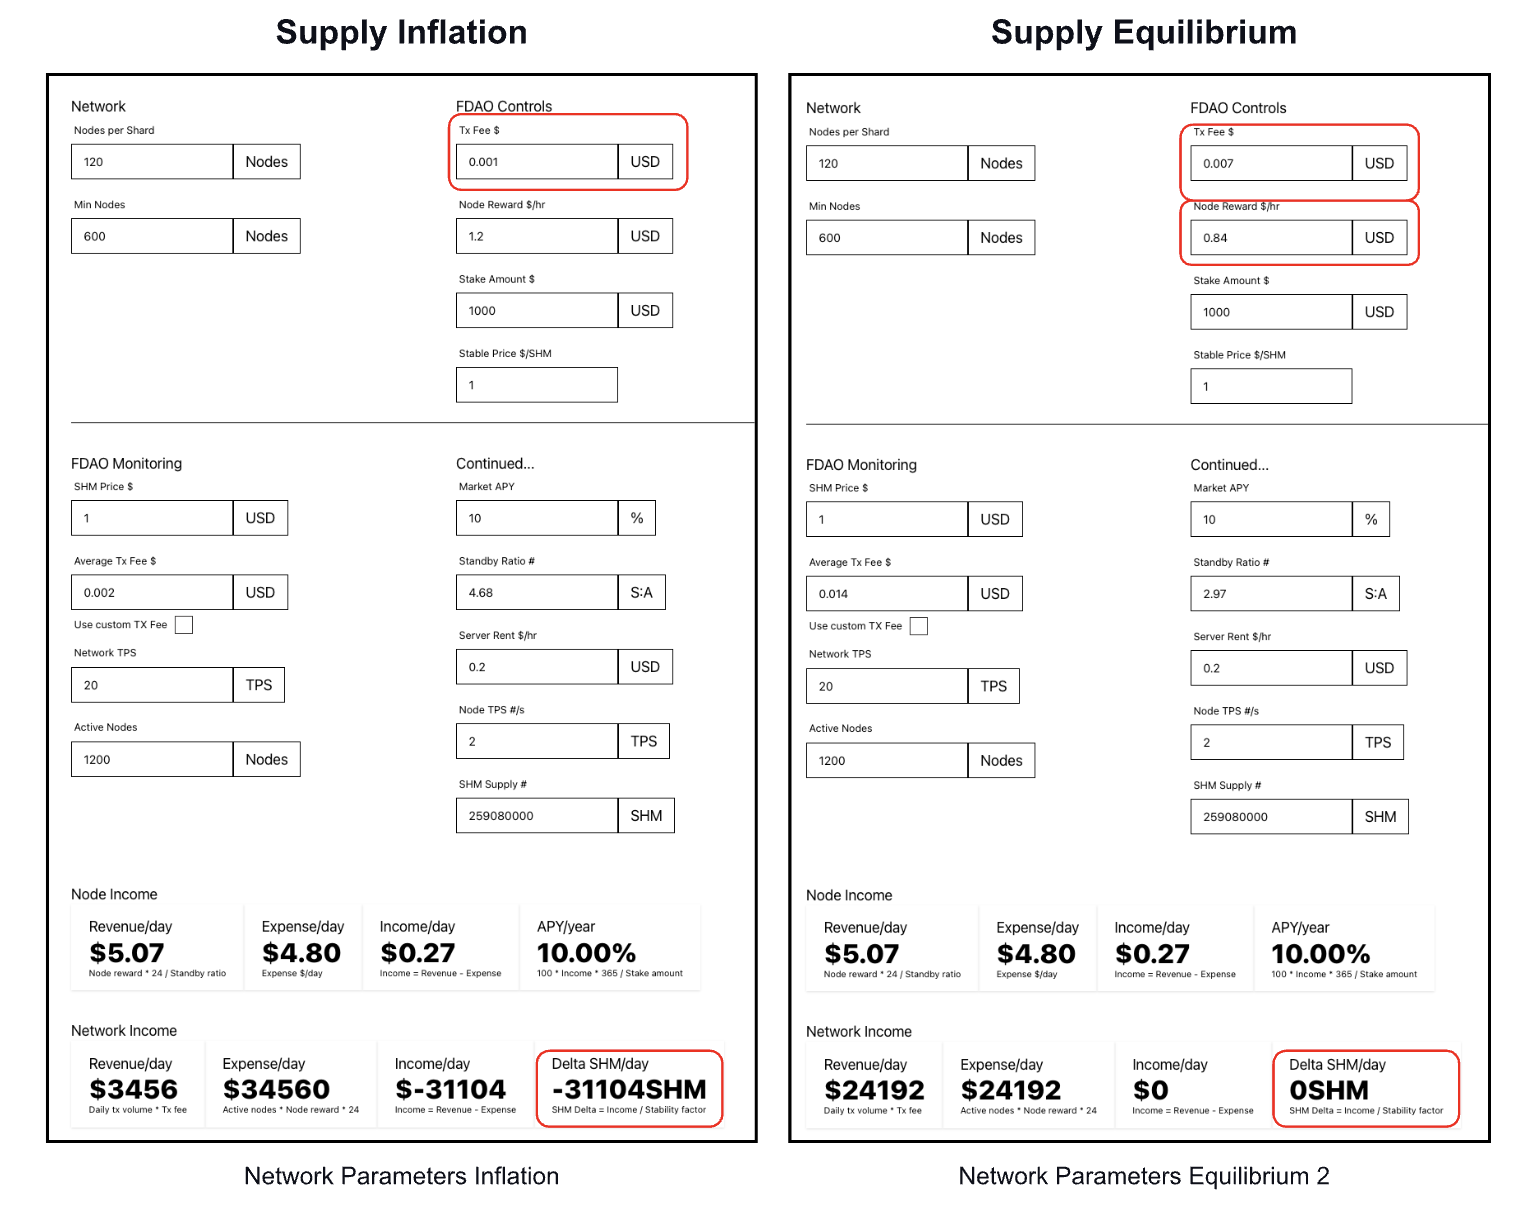 Supply Inflation
Network
FDAO Controls
Nodes per Shard
Tx Fee $
120 Nodes
0.001 USD
Min Nodes
Node Reward $/hr
600 Nodes
1.2 USD
Stake Amount $
1000 USD
Stable Price $/SHM
1
FDAO Monitoring
Continued...
SHM Price $
Market APY
1 USD
10 %
Average Tx Fee $
Standby Ratio #
0.002 USD
4.68 S:A
Use custom TX Fee
Server Rent $/hr
Network TPS
0.2 USD
20 TPS
Node TPS #/s
Active Nodes
2 TPS
1200 Nodes
SHM Supply #
259080000 SHM
Node Income
Revenue/day Expense/day Income/day APY/year
$5.07 $4.80 $0.27 10.00%
Node reward * 24 / Standby ratio Expense $/day Income = Revenue - Expense 100 * Income * 365 / Stake amount
Network Income
Revenue/day Expense/day Income/day Delta SHM/day
$3456 $34560 $-31104 -31104SHM
Daily tx volume * Tx fee Active nodes * Node reward * 24 Income = Revenue - Expense SHM Delta = Income / Stability factor
Network Parameters Inflation
Supply Equilibrium
Network
FDAO Controls
Nodes per Shard
Tx Fee $
120 Nodes
0.007 USD
Min Nodes
Node Reward $/hr
600 Nodes
0.84 USD
Stake Amount $
1000 USD
Stable Price $/SHM
1
FDAO Monitoring
Continued...
SHM Price $
Market APY
1 USD
10 %
Average Tx Fee $
Standby Ratio #
0.014 USD
2.97 S:A
Use custom TX Fee
Server Rent $/hr
Network TPS
0.2 USD
20 TPS
Node TPS #/s
Active Nodes
2 TPS
1200 Nodes
SHM Supply #
259080000 SHM
Node Income
Revenue/day Expense/day Income/day APY/year
$5.07 $4.80 $0.27 10.00%
Node reward * 24 / Standby ratio Expense $/day Income = Revenue - Expense 100 * Income * 365 / Stake amount
Network Income
Revenue/day Expense/day Income/day Delta SHM/day
$24192 $24192 $0 0SHM
Daily tx volume * Tx fee Active nodes * Node reward * 24 Income = Revenue - Expense SHM Delta = Income / Stability factor
Network Parameters Equilibrium 2